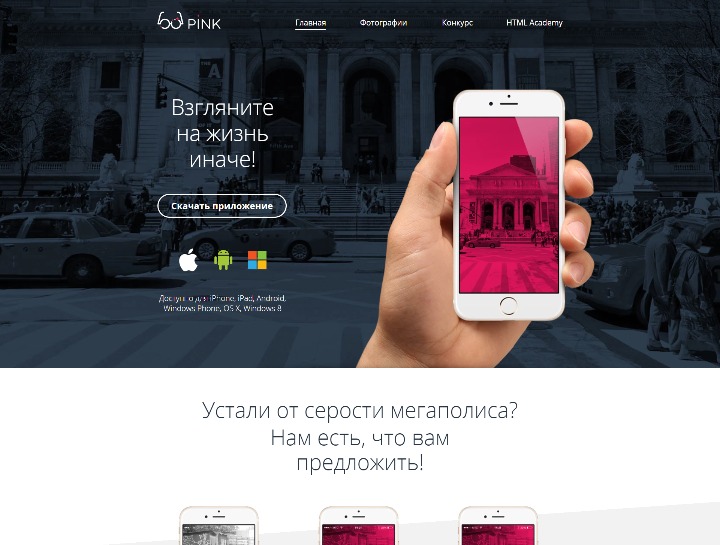 PINK
Главная
Фотографии
Конкурс
HTML Academy
Взгляните
на жизнь
иначе!
Скачать приложение
Доступно для iPhone, iPad, Android,
Windows Phone, OS X, Windows 8
Устали от серости мегаполиса?
Нам есть, что вам
предложить!